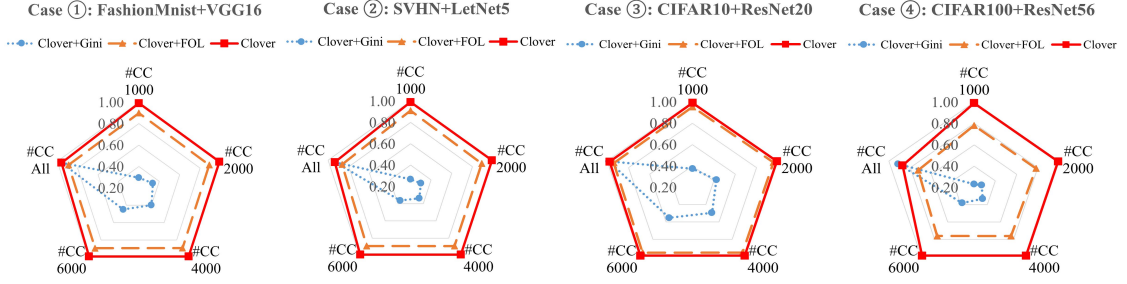 Case ①: FashionMnist+VGG16
Clover+Gini Clover+FOL Clover
#CC
1000
1.00
0.80
0.60
0.40
0.20
#CC
2000
#CC
4000
#CC
6000
#CC
All
Case ②: SVHN+LetNet5
Clover+Gini Clover+FOL Clover
#CC
1000
1.00
0.80
0.60
0.40
0.20
#CC
2000
#CC
4000
#CC
6000
#CC
All
Case ③: CIFAR10+ResNet20
Clover+Gini Clover+FOL Clover
#CC
1000
1.00
0.80
0.60
0.40
0.20
#CC
2000
#CC
4000
#CC
6000
#CC
All
Case ④: CIFAR100+ResNet56
Clover+Gini Clover+FOL Clover
#CC
1000
1.00
0.80
0.60
0.40
0.20
#CC
2000
#CC
4000
#CC
6000
#CC
All